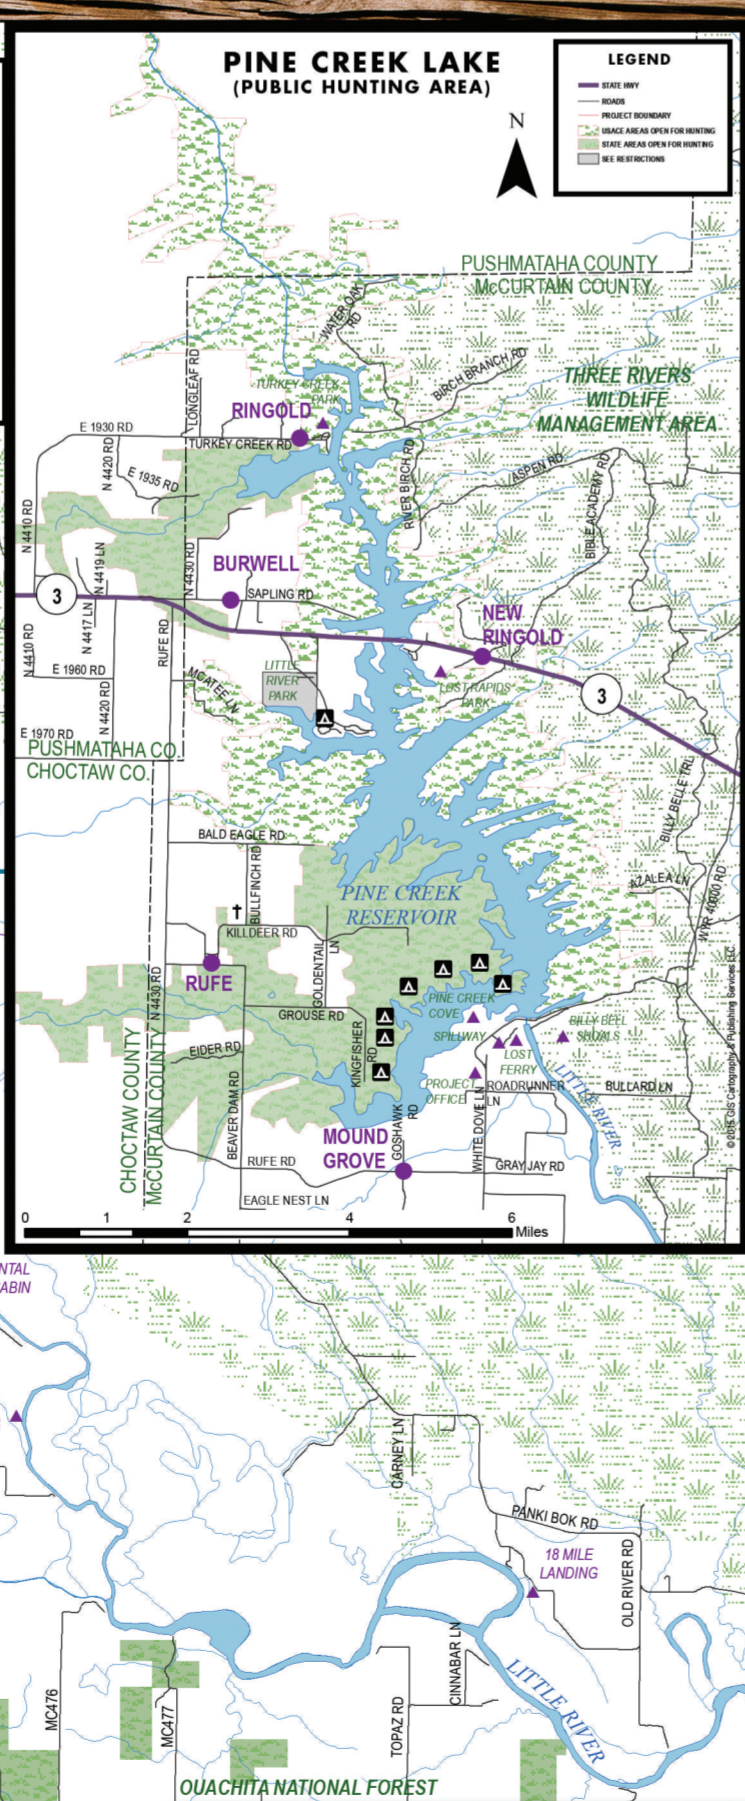 PINE CREEK LAKE
(PUBLIC HUNTING AREA)
LEGEND
STATE HWY
ROADS
PROJECT BOUNDARY
USACE AREAS OPEN FOR HUNTING
STATE AREAS OPEN FOR HUNTING
SEE RESTRICTIONS
N
PUSHMATAHA COUNTY
McCURTAIN COUNTY
WATER OAK
RD
BIRCH BRANCH RD
THREE RIVERS
WILDLIFE
MANAGEMENT AREA
LONGLEAF RD
TURKEY CREEK
PARK
RINGOLD
E 1930 RD
TURKEY CREEK RD
N 4420 RD
E 1935 RD
RIVER BIRCH RD
ASPEN RD
BIBLE ACADEMY RD
N 4410 RD
N 4419 LN
N 4430 RD
BURWELL
SAPLING RD
3
N 4417 LN
NEW
RINGOLD
N 4410 RD
RUFE RD
E 1960 RD
LITTLE
RIVER
PARK
MCATEE LN
LOST RAPIDS
PARK
3
N 4420 RD
E 1970 RD
PUSHMATAHA CO.
CHOCTAW CO.
BILLY BELLE TRL
BALD EAGLE RD
BULLFINCH RD
AZALEA LN
PINE CREEK
RESERVOIR
WYR 40000 RD
KILLDEER RD
GOLDENTAIL
LN
RUFE
N 4430 RD
PINE CREEK
COVE
GROUSE RD
SPILLWAY
BILLY BELL
SHOALS
KINGFISHER
RD
EIDER RD
LOST
FERRY
PROJECT
OFFICE
ROADRUNNER
LN
BULLARD LN
LITTLE RIVER
CHOCTAW COUNTY
McCURTAIN COUNTY
BEAVER DAM RD
MOUND
GROVE
GOSHAWK
RD
WHITE DOVE LN
RUFE RD
GRAY JAY RD
EAGLE NEST LN
© 2015 GIS Cartography & Publishing Services LLC.
0 1 2 4 6 Miles
NTAL
ABIN
CARNEY LN
PANKI BOK RD
18 MILE
LANDING
OLD RIVER RD
CINNABAR LN
LITTLE RIVER
MC476
MC477
TOPAZ RD
OUACHITA NATIONAL FOREST